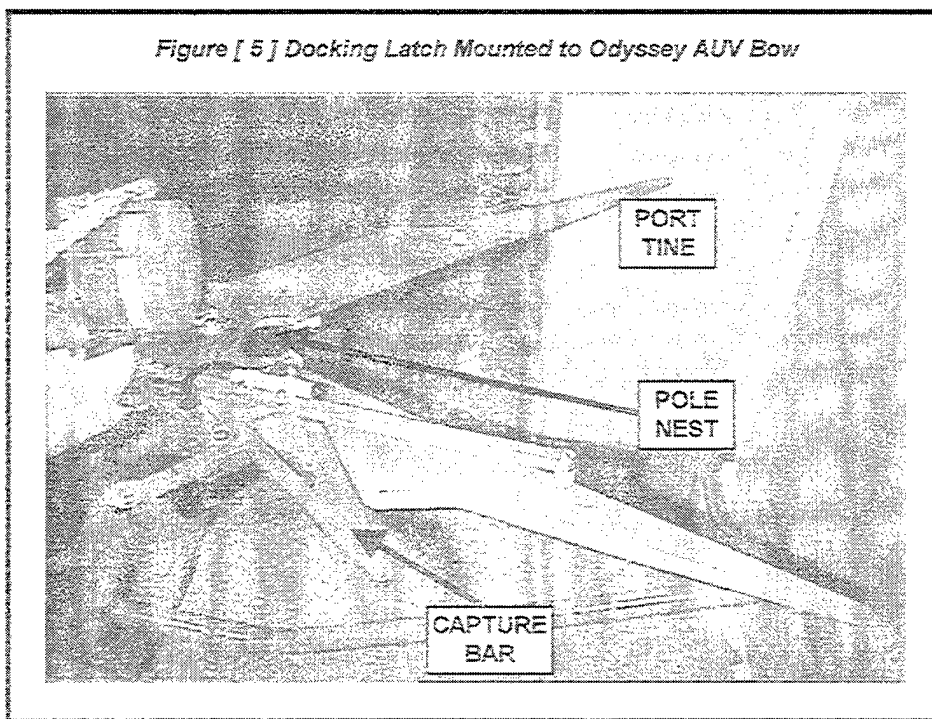 Figure [ 5 ] Docking Latch Mounted to Odyssey AUV Bow
PORT
TINE
POLE
NEST
CAPTURE
BAR